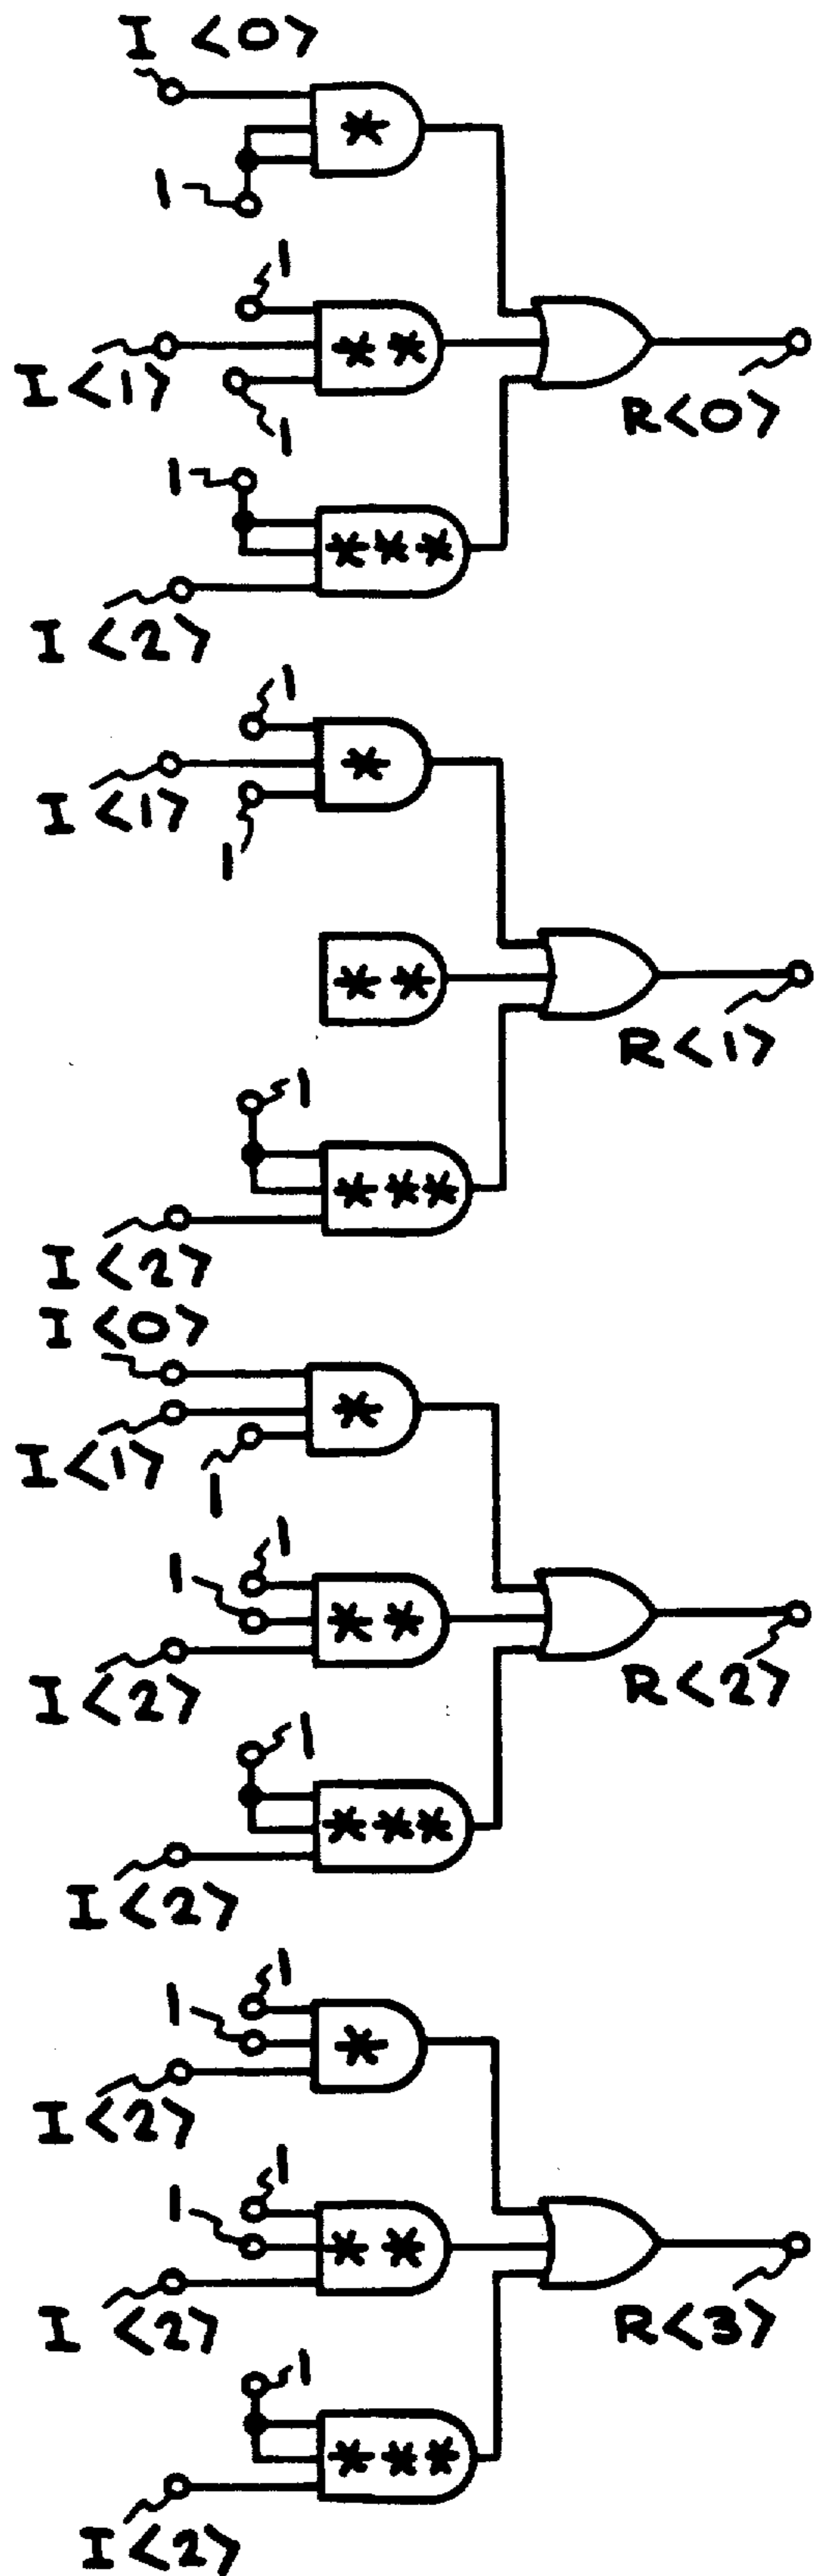 I <0>
*
1
1
* *
I <1>
1
R<0>
1
* * *
I <2>
1
*
I <1>
1
* *
R<1>
1
* * *
I <2>
I <0>
*
I <1>
1
1
1
* *
I <2>
R<2>
1
* * *
I <2>
1
1
*
I <2>
1
1
* *
I <2>
R<3>
1
* * *
I <2>